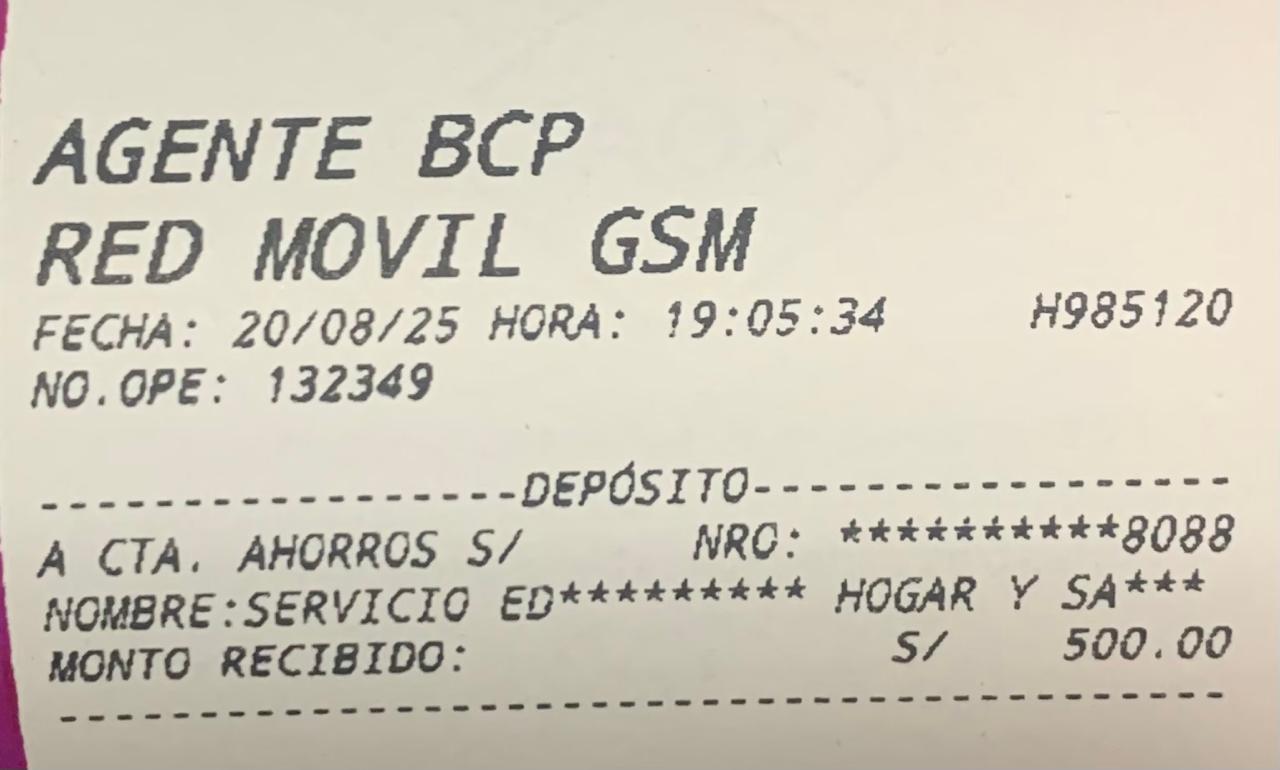 AGENTE BCP
RED MOVIL GSM
FECHA: 20/08/25 HORA: 19:05:34 H985120
NO.OPE: 132349
-----------------DEPÓSITO-----------------
A CTA. AHORROS S/ NRO: **********8088
NOMBRE:SERVICIO ED********* HOGAR Y SA***
MONTO RECIBIDO: S/ 500.00
------------------------------------------